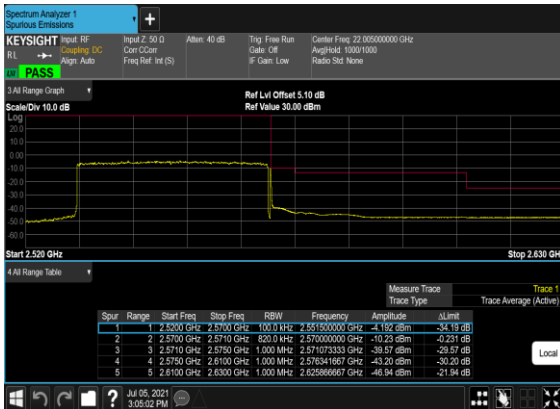 Spectrum Analyzer 1
Spurious Emissions
+
KEYSIGHT Input: RF Input Z: 50 Ω Atten: 40 dB Trig: Free Run Center Freq: 22.005000000 GHz
RL Coupling: DC Corr CCorr Gate: Off Avg|Hold: 1000/1000
Align: Auto Freq Ref: Int (S) IF Gain: Low Radio Std: None
PASS
3 All Range Graph
Ref Lvl Offset 5.10 dB
Scale/Div 10.0 dB Ref Value 30.00 dBm
Log
20.0
10.0
0.00
-10.0
-20.0
-30.0
-40.0
-50.0
-60.0
Start 2.520 GHz Stop 2.630 GH
4 All Range Table
Measure Trace Trace 1
Trace Type Trace Average (Active)
Spur Range Start Freq Stop Freq RBW Frequency Amplitude ΔLimit
1 1 2.5200 GHz 2.5700 GHz 100.0 kHz 2.551500000 GHz -4.192 dBm -34.19 dB
2 2 2.5700 GHz 2.5710 GHz 820.0 kHz 2.570000000 GHz -10.23 dBm -0.231 dB
3 3 2.5710 GHz 2.5750 GHz 1.000 MHz 2.571073333 GHz -39.57 dBm -29.57 dB
4 4 2.5750 GHz 2.6100 GHz 1.000 MHz 2.576341667 GHz -43.20 dBm -30.20 dB
5 5 2.6100 GHz 2.6300 GHz 1.000 MHz 2.625866667 GHz -46.94 dBm -21.94 dB
Local
?
Jul 05, 2021
3:05:02 PM